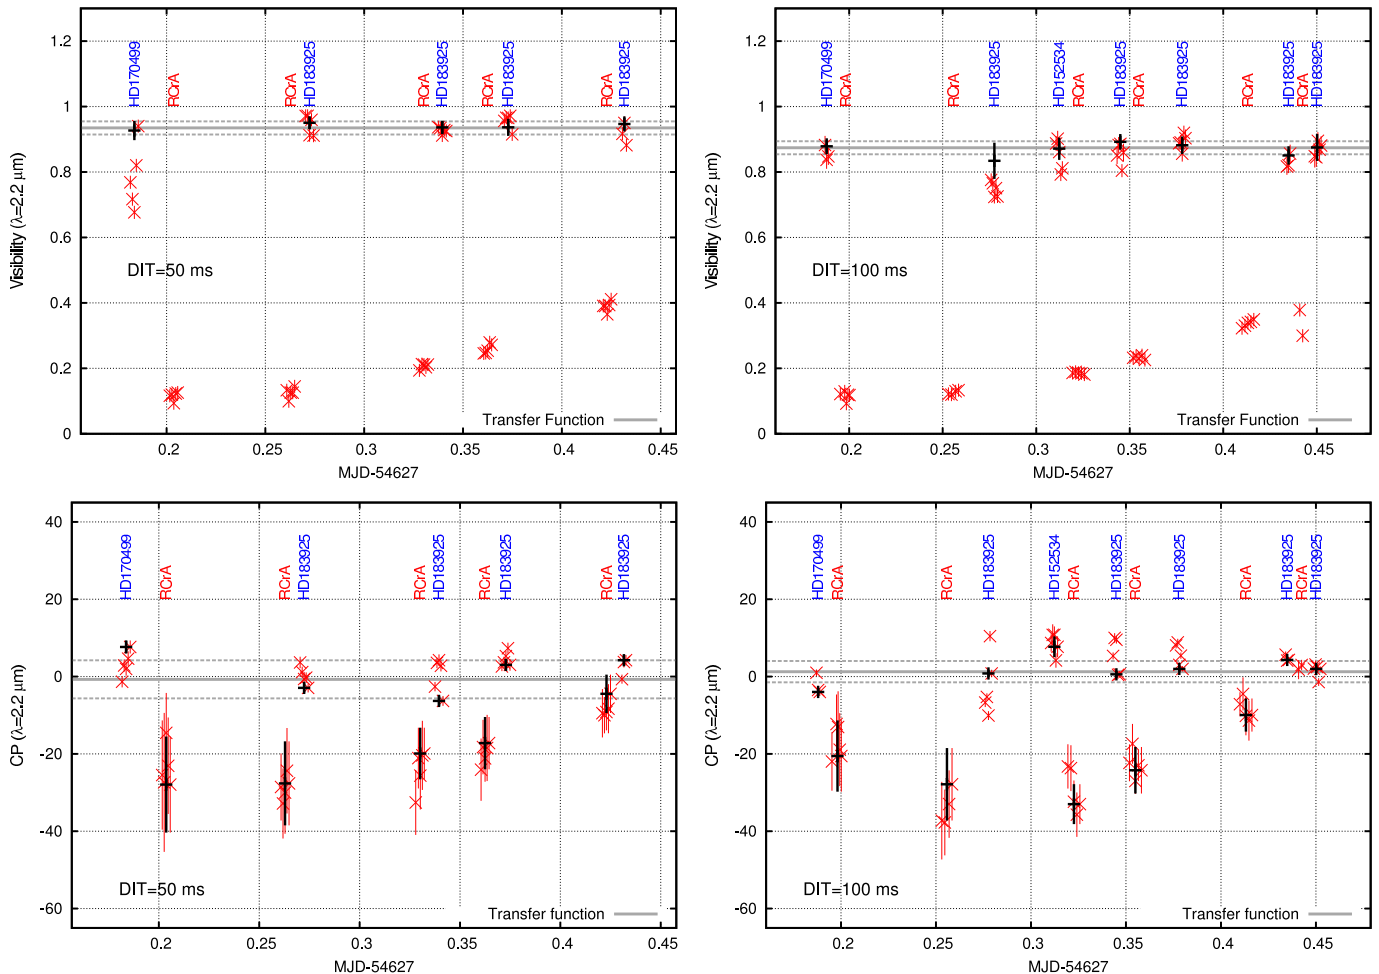 1.2
1
0.8
0.6
0.4
0.2
0
Visibility (λ=2.2 μm)
HD170499
RCrA
RCrA
HD183925
RCrA
HD183925
RCrA
HD183925
RCrA
HD183925
DIT=50 ms
Transfer Function
0.2 0.25 0.3 0.35 0.4 0.45
MJD-54627
1.2
1
0.8
0.6
0.4
0.2
0
Visibility (λ=2.2 μm)
HD170499
RCrA
RCrA
HD183925
HD152534
RCrA
HD183925
RCrA
HD183925
RCrA
HD183925
RCrA
HD183925
DIT=100 ms
Transfer Function
0.2 0.25 0.3 0.35 0.4 0.45
MJD-54627
40
20
0
-20
-40
-60
CP (λ=2.2 μm)
HD170499
RCrA
RCrA
HD183925
RCrA
HD183925
RCrA
HD183925
RCrA
HD183925
DIT=50 ms
Transfer function
0.2 0.25 0.3 0.35 0.4 0.45
MJD-54627
40
20
0
-20
-40
-60
CP (λ=2.2 μm)
HD170499
RCrA
RCrA
HD183925
HD152534
RCrA
HD183925
RCrA
HD183925
RCrA
HD183925
RCrA
HD183925
DIT=100 ms
Transfer function
0.2 0.25 0.3 0.35 0.4 0.45
MJD-54627